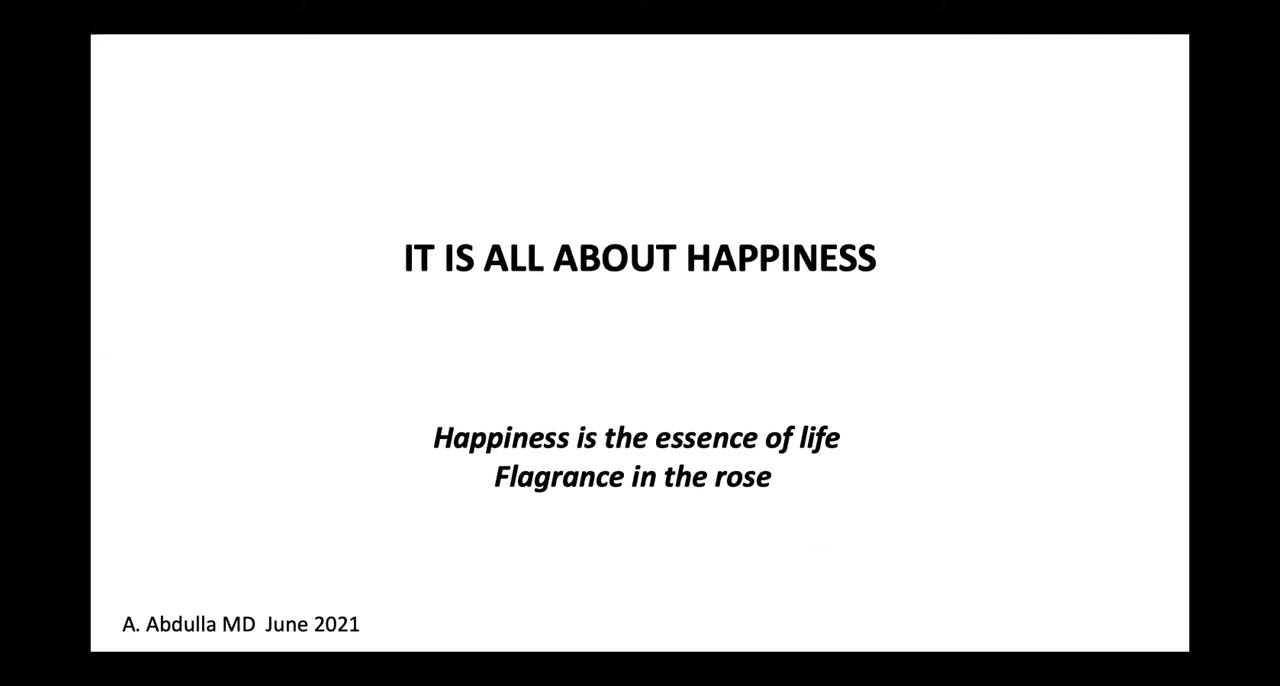 IT IS ALL ABOUT HAPPINESS
Happiness is the essence of life
Flagrance in the rose
A. Abdulla MD  June 2021